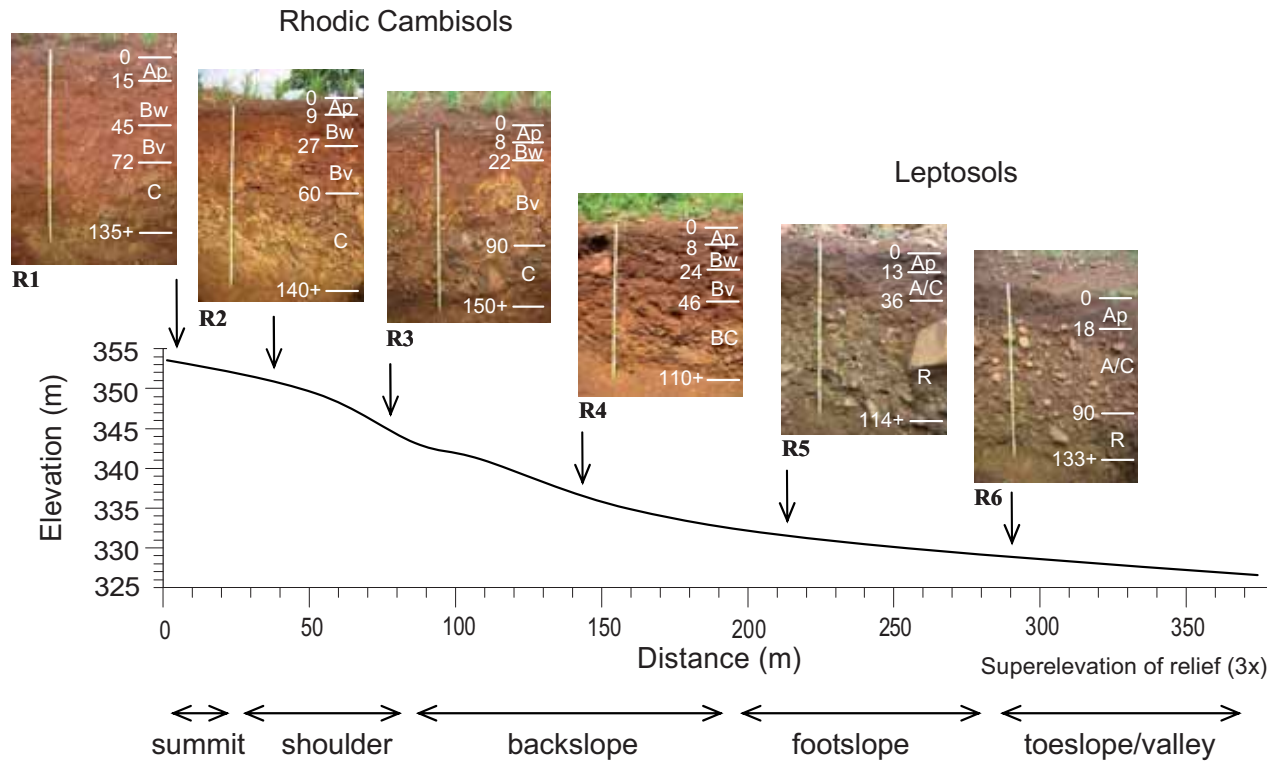 Rhodic Cambisols
0
Ap
15
Bw
45
Bv
72
C
135+
R1
0
Ap
9
Bw
27
Bv
60
C
140+
R2
0
Ap
8
Bw
22
Bv
90
C
150+
R3
Leptosols
0
Ap
8
Bw
24
Bv
46
BC
110+
R4
0
Ap
13
A/C
36
R
114+
R5
0
Ap
18
A/C
90
R
133+
R6
Elevation (m)
355
350
345
340
335
330
325
0 50 100 150 200 250 300 350
Distance (m)
Superelevation of relief (3x)
summit shoulder backslope footslope toeslope/valley